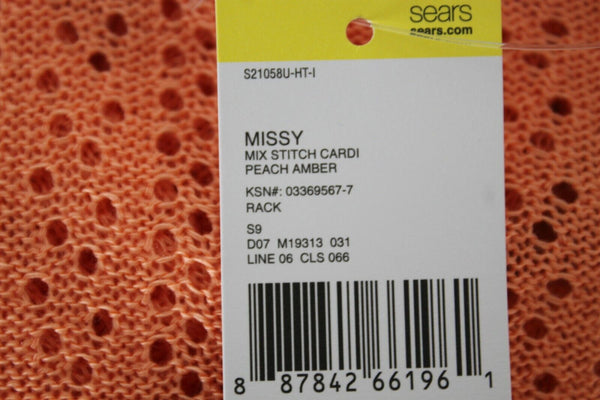 sears
sears.com
S21058U-HT-I
MISSY
MIX STITCH CARDI
PEACH AMBER
KSN#: 03369567-7
RACK
S9
D07 M19313 031
LINE 06 CLS 066
8 87842 66196 1